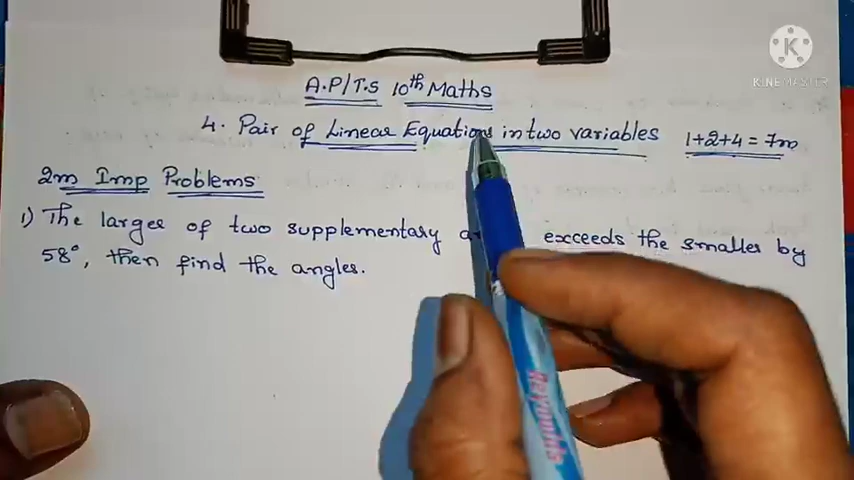 KINEMASTER
A.P/T.S 10th Maths
4. Pair of Linear Equations in two variables 1+2+4 = 7m
2m Imp Problems
1) The larger of two supplementary exceeds the smaller by
58°, then find the angles.
Reynolds